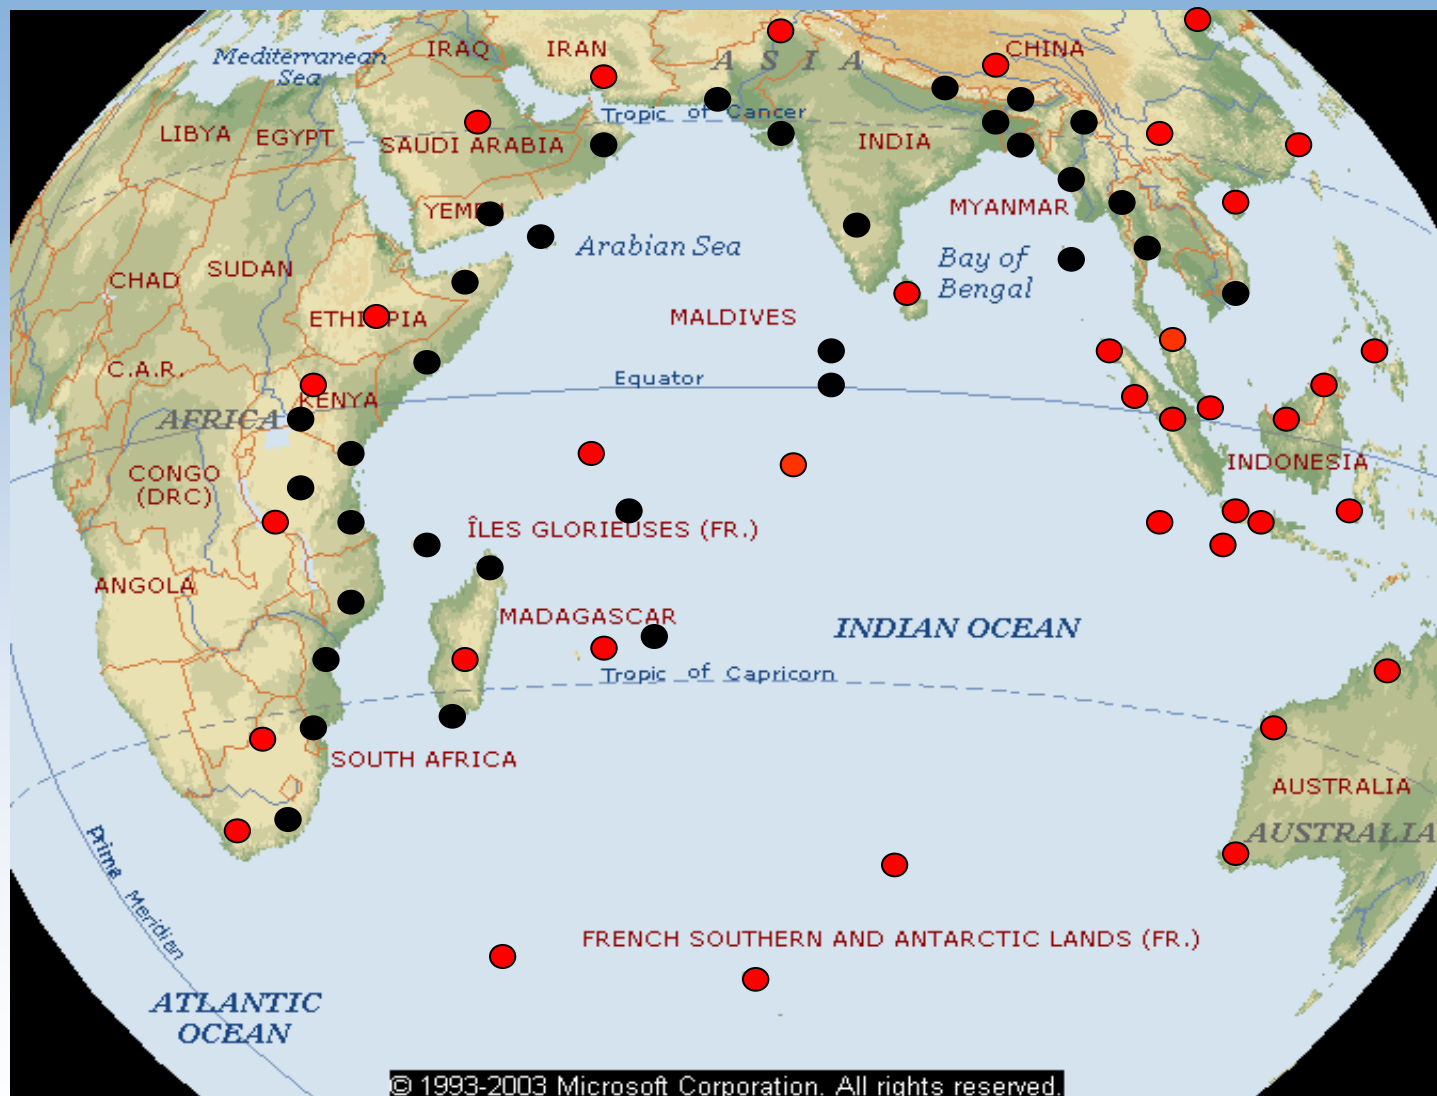 Mediterranean
Sea
IRAQ
IRAN
A S I A
CHINA
LIBYA
EGYPT
SAUDI ARABIA
Tropic of Cancer
INDIA
YEMEN
Arabian Sea
MYANMAR
Bay of
Bengal
CHAD
SUDAN
ETHIOPIA
MALDIVES
C.A.R.
Equator
KENYA
AFRICA
CONGO
(DRC)
INDONESIA
ÎLES GLORIEUSES (FR.)
ANGOLA
MADAGASCAR
INDIAN OCEAN
Tropic of Capricorn
SOUTH AFRICA
AUSTRALIA
AUSTRALIA
Prime Meridian
FRENCH SOUTHERN AND ANTARCTIC LANDS (FR.)
ATLANTIC
OCEAN
© 1993-2003 Microsoft Corporation. All rights reserved.